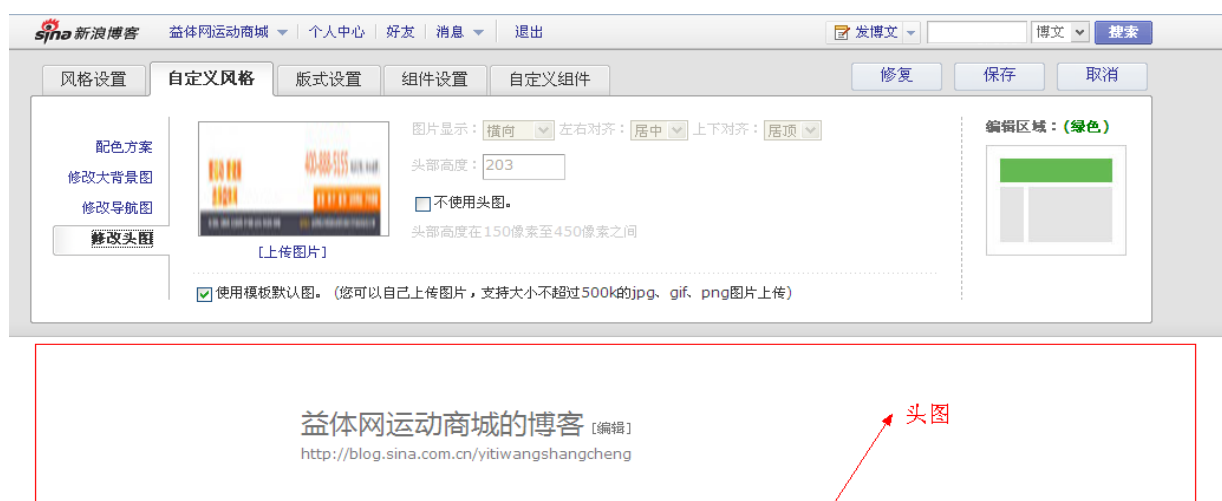 sina 新浪博客 益体网运动商城 个人中心 好友 消息 退出 发博文 博文 搜索
风格设置 自定义风格 版式设置 组件设置 自定义组件 修复 保存 取消
图片显示：横向 左右对齐：居中 上下对齐：居顶 编辑区域：(绿色)
配色方案
头部高度：203
修改大背景图
修改导航图 不使用头图。
修改头图 头部高度在150像素至450像素之间
400-888-5155
[上传图片]
使用模板默认图。 (您可以自己上传图片，支持大小不超过500k的jpg、gif、png图片上传)
头图
益体网运动商城的博客 [编辑]
http://blog.sina.com.cn/yitiwangshangcheng